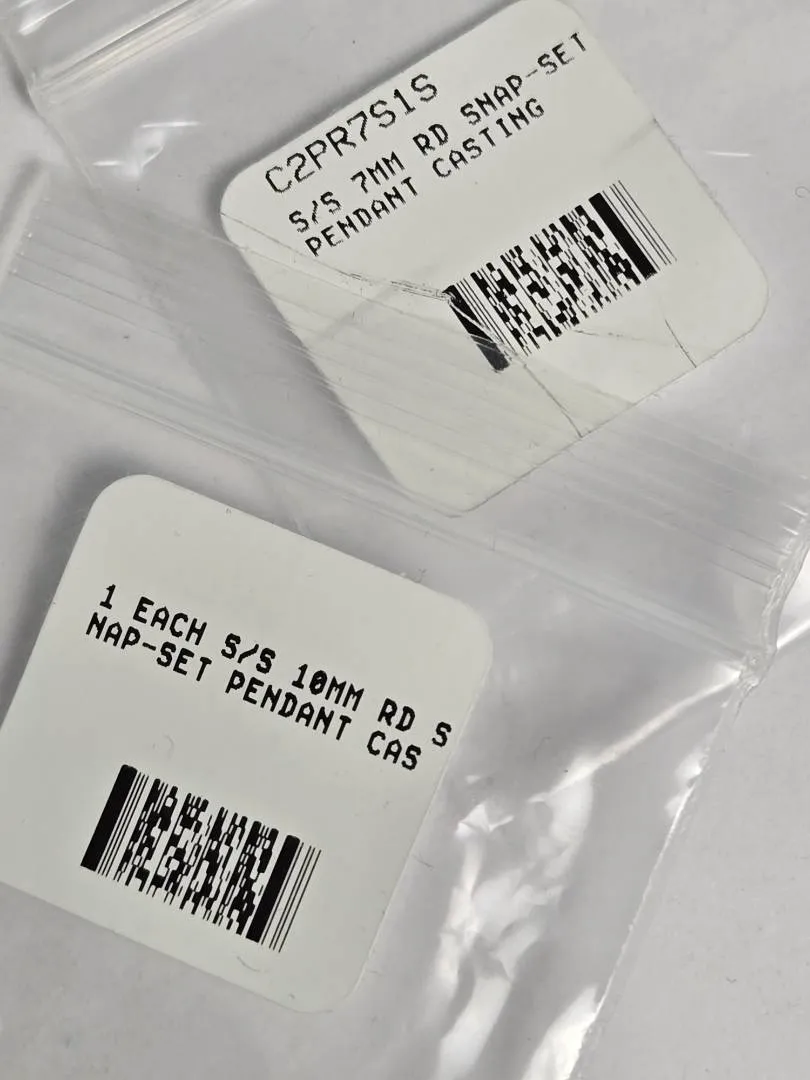 C2PR7S1S
S/S 7MM RD SNAP-SET
PENDANT CASTING
1 EACH S/S 10MM RD S
NAP-SET PENDANT CAS